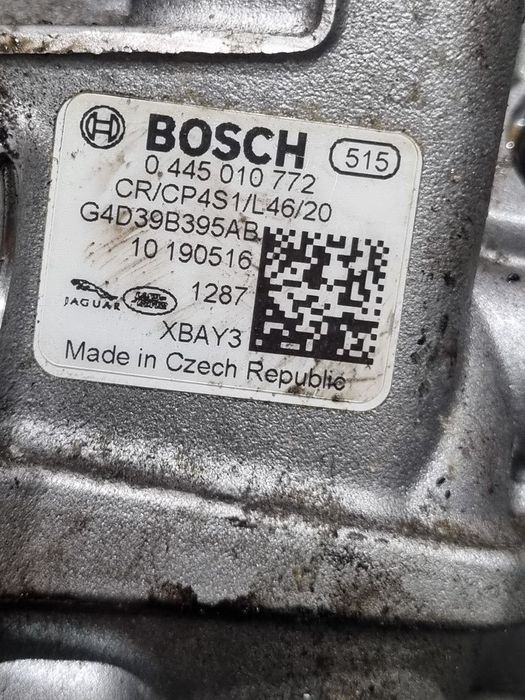 BOSCH 515
0 445 010 772
CR/CP4S1/L46/20
G4D39B395AB
10 190516
JAGUAR 1287
XBAY3
Made in Czech Republic